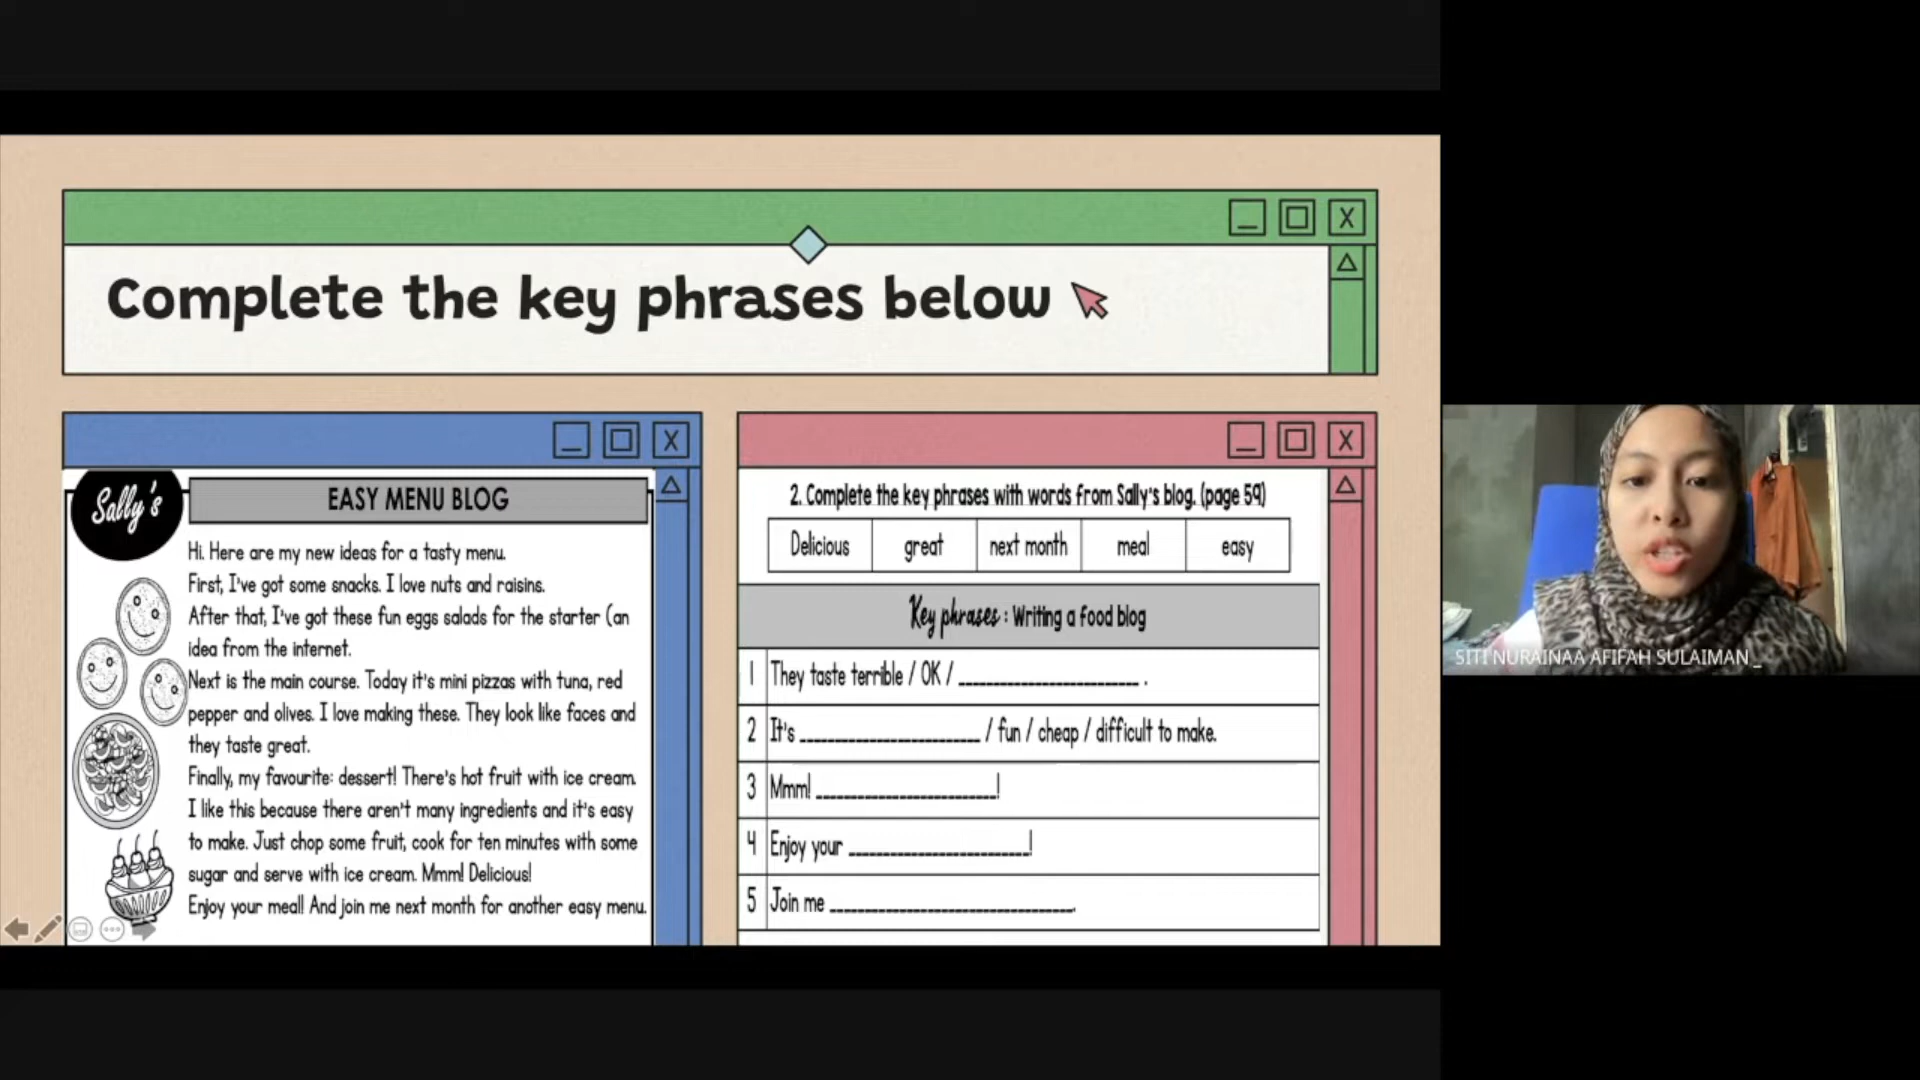 Complete the key phrases below
Sally's
EASY MENU BLOG
Hi. Here are my new ideas for a tasty menu.
First, I've got some snacks. I love nuts and raisins.
After that, I've got these fun eggs salads for the starter (an
idea from the internet.
Next is the main course. Today it's mini pizzas with tuna, red
pepper and olives. I love making these. They look like faces and
they taste great.
Finally, my favourite: dessert! There's hot fruit with ice cream.
I like this because there aren't many ingredients and it's easy
to make. Just chop some fruit, cook for ten minutes with some
sugar and serve with ice cream. Mmm! Delicious!
Enjoy your meal! And join me next month for another easy menu.
2. Complete the key phrases with words from Sally's blog. (page 59)
Delicious great next month meal easy
Key phrases : Writing a food blog
1 They taste terrible / OK / ____________________ .
2 It's ____________________ / fun / cheap / difficult to make.
3 Mmm! ____________________!
4 Enjoy your ____________________!
5 Join me ___________________________.
SITI NURAINAA AFIFAH SULAIMAN _